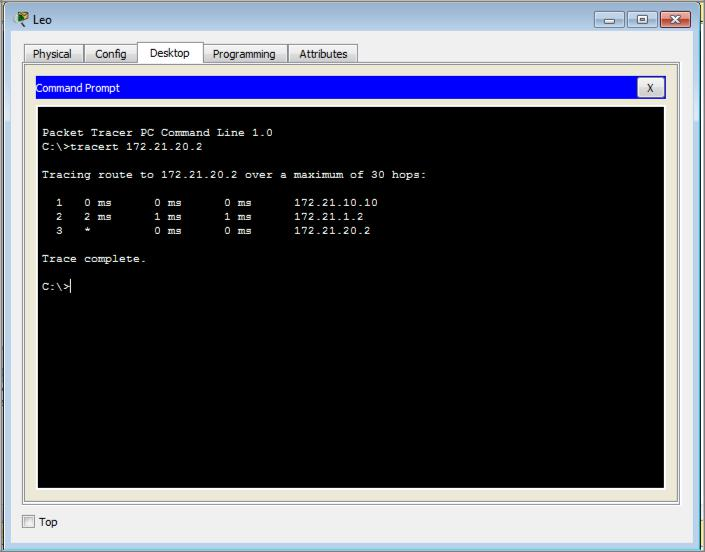 Leo
Physical Config Desktop Programming Attributes
Command Prompt X
Packet Tracer PC Command Line 1.0
C:\>tracert 172.21.20.2
Tracing route to 172.21.20.2 over a maximum of 30 hops:
1 0 ms 0 ms 0 ms 172.21.10.10
2 2 ms 1 ms 1 ms 172.21.1.2
3 * 0 ms 0 ms 172.21.20.2
Trace complete.
C:\>
Top